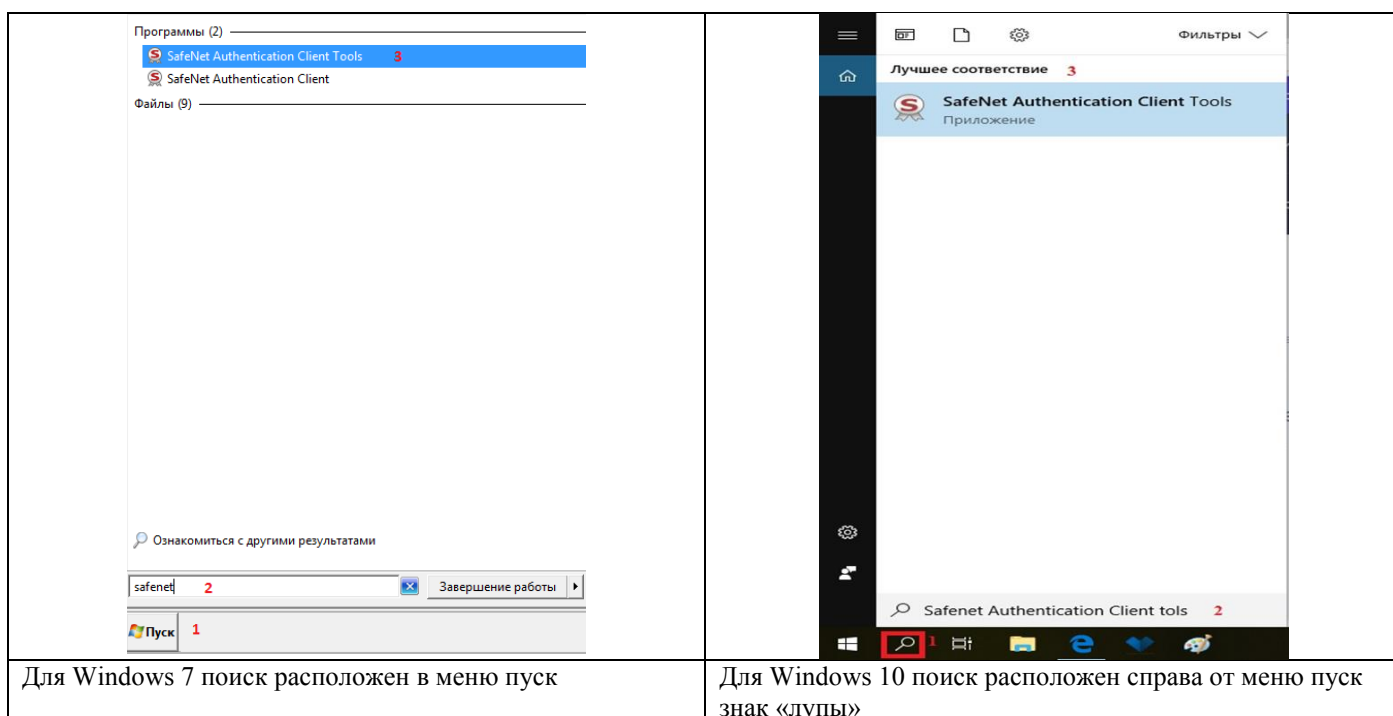 Программы (2)
SafeNet Authentication Client Tools 3
SafeNet Authentication Client
Файлы (9)
Ознакомиться с другими результатами
safenet 2
Завершение работы
Пуск 1
Для Windows 7 поиск расположен в меню пуск
Фильтры
Лучшее соответствие 3
SafeNet Authentication Client Tools
Приложение
Safenet Authentication Client tols 2
1
Для Windows 10 поиск расположен справа от меню пуск
знак «лупы»